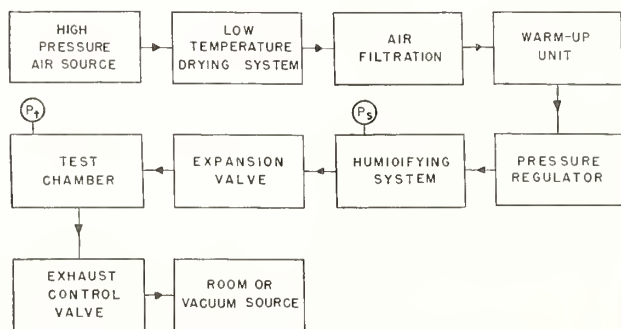 HIGH
PRESSURE
AIR SOURCE
LOW
TEMPERATURE
DRYING SYSTEM
AIR
FILTRATION
WARM-UP
UNIT
Pt
Ps
TEST
CHAMBER
EXPANSION
VALVE
HUMIOIFYING
SYSTEM
PRESSURE
REGULATOR
EXHAUST
CONTROL
VALVE
ROOM OR
VACUUM SOURCE